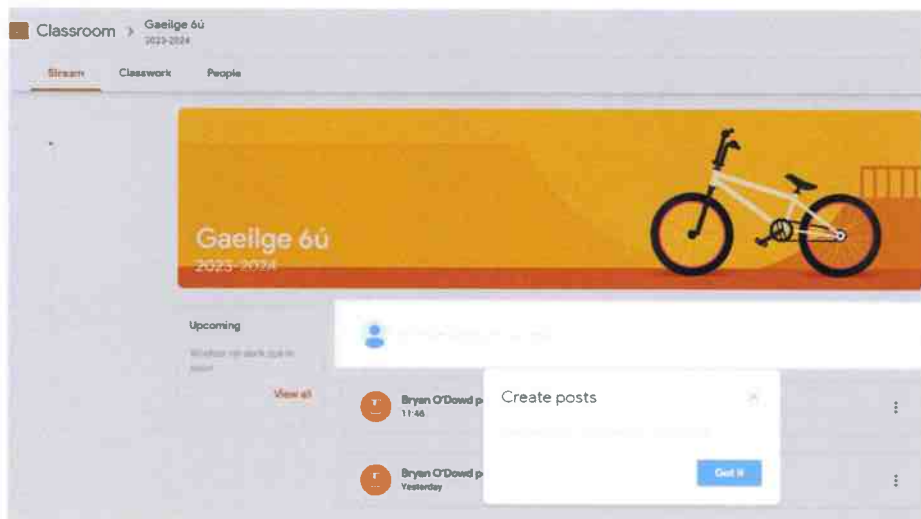 Classroom > Gaeilge 6ú
2023-2024
Stream Classwork People
Gaeilge 6ú
2023-2024
Upcoming
View all
Bryan O'Dowd p
11:46
Create posts
Got it
Bryan O'Dowd p
Yesterday